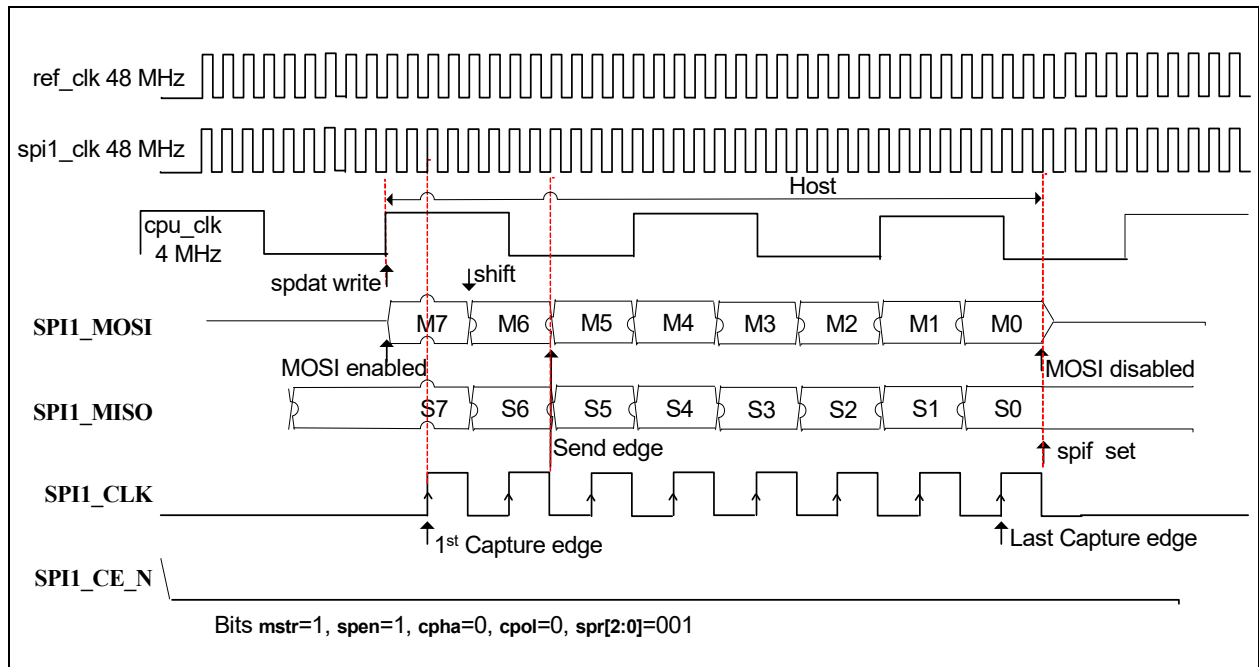 ref_clk 48 MHz
spi1_clk 48 MHz
Host
cpu_clk
4 MHz
spdat write
shift
SPI1_MOSI
M7 M6 M5 M4 M3 M2 M1 M0
MOSI enabled
MOSI disabled
SPI1_MISO
S7 S6 S5 S4 S3 S2 S1 S0
Send edge
spif set
SPI1_CLK
1st Capture edge
Last Capture edge
SPI1_CE_N
Bits mstr=1, spen=1, cpha=0, cpol=0, spr[2:0]=001